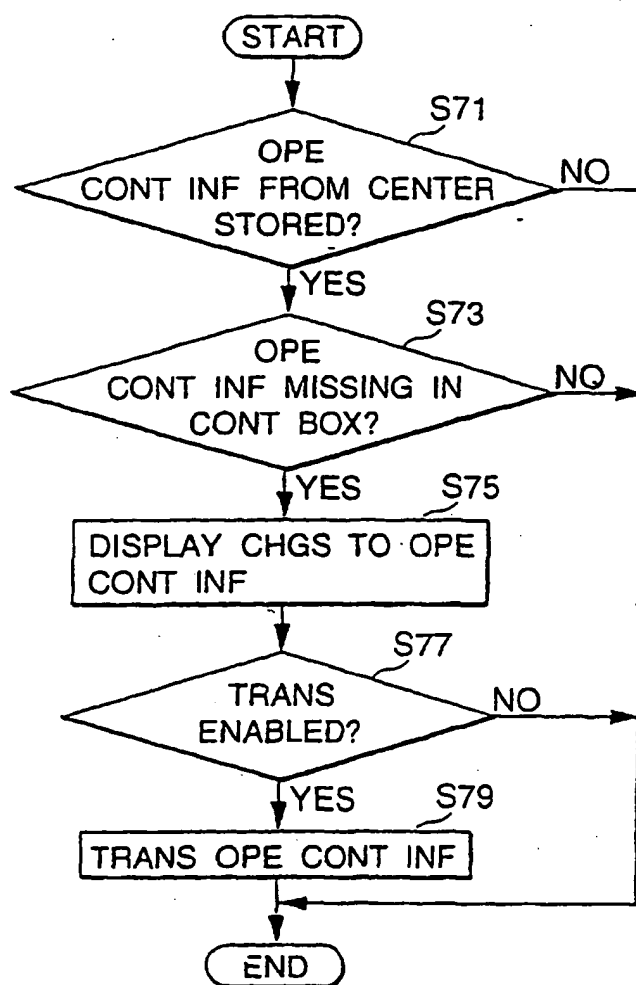 START
S71
OPE
CONT INF FROM CENTER
STORED?
NO
YES
S73
OPE
CONT INF MISSING IN
CONT BOX?
NO
YES
S75
DISPLAY CHGS TO OPE
CONT INF
S77
TRANS
ENABLED?
NO
YES
S79
TRANS OPE CONT INF
END